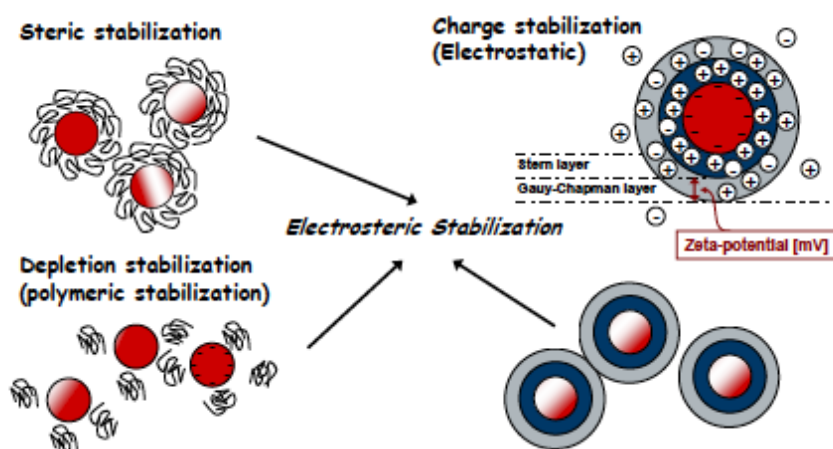 Steric stabilization
Charge stabilization
(Electrostatic)
Stern layer
Gauy-Chapman layer
Electrosteric Stabilization
Zeta-potential [mV]
Depletion stabilization
(polymeric stabilization)